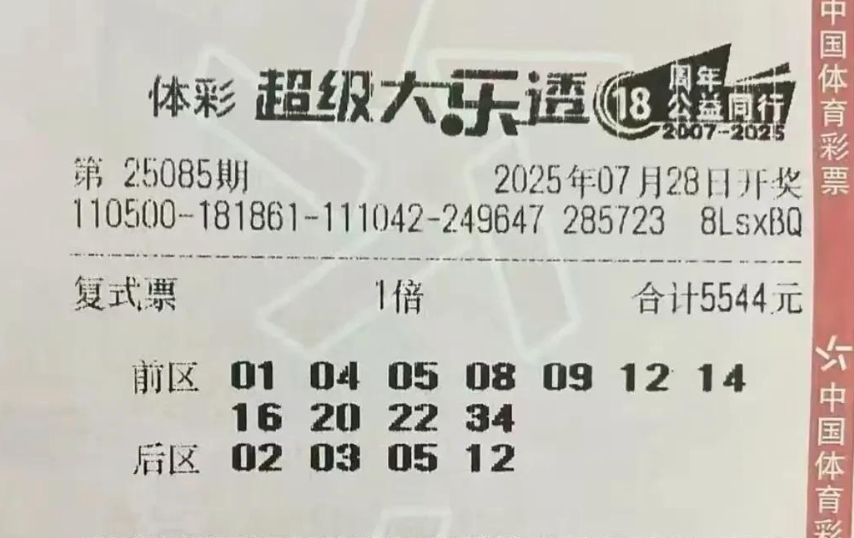 体彩 超级大乐透 18 周年 公益同行 2007-2025
第 25085期 2025年07月28日开奖
110500-181861-111042-249647 285723 8LsxBQ
复式票 1倍 合计5544元
前区 01 04 05 08 09 12 14
16 20 22 34
后区 02 03 05 12
中国体育彩票
中国体育彩